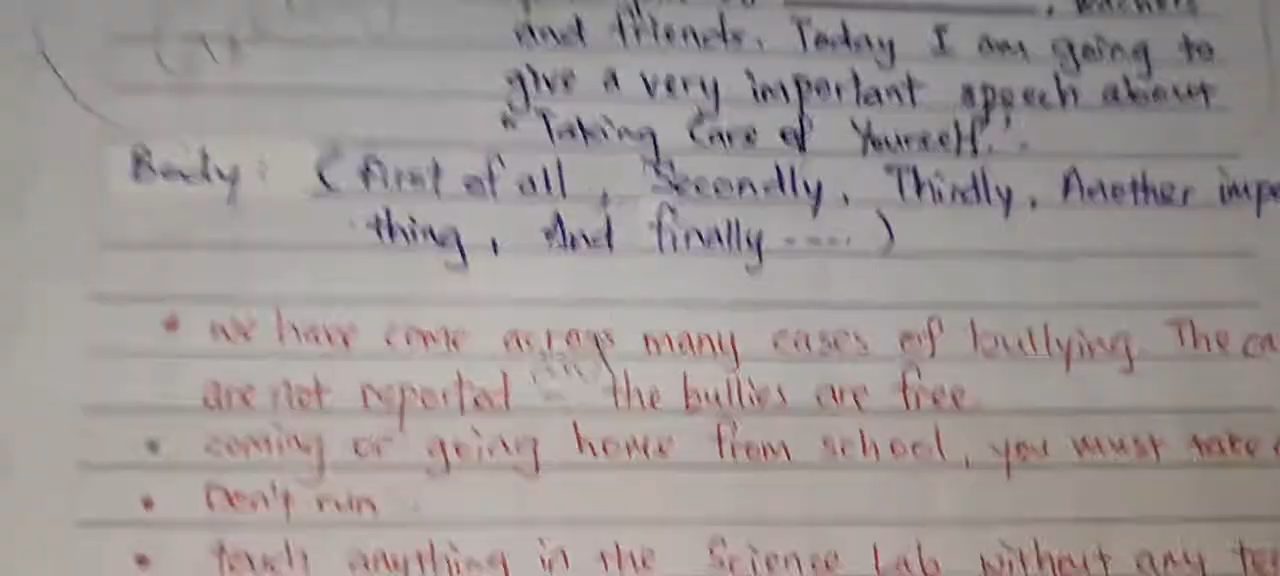 and friends. Today I am going to
give a very important speech about
"Taking Care of Yourself".
Body: (First of all, Secondly, Thirdly, Another
thing, And finally .....)
• we have come across many cases of bullying. The
are not reported - the bullies are free.
• coming or going home from school, you must take
• Don't run
• touch anything in the Science Lab without any